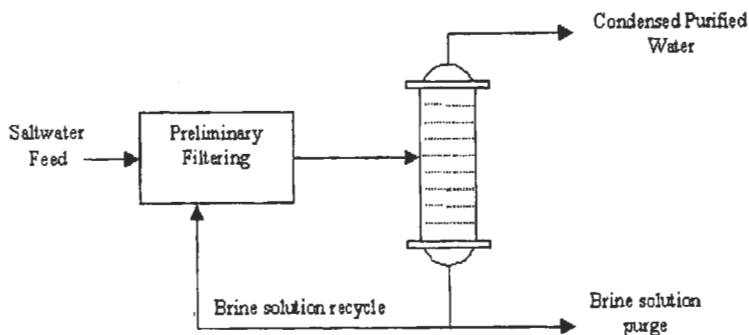 Condensed Purified
Water
Saltwater
Feed
Preliminary
Filtering
Brine solution recycle
Brine solution
purge